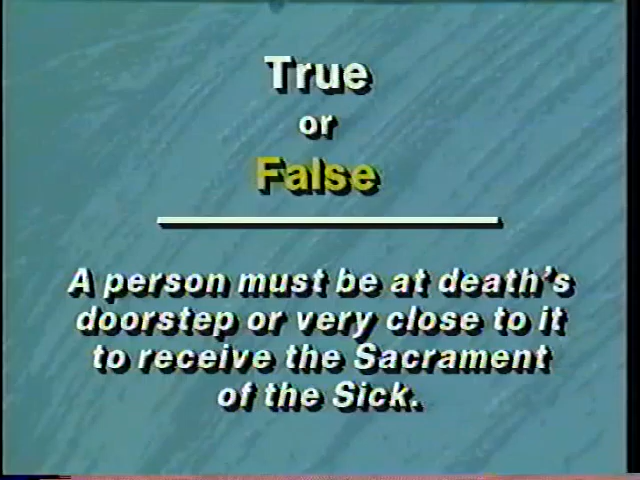 True
or
False
A person must be at death's
doorstep or very close to it
to receive the Sacrament
of the Sick.